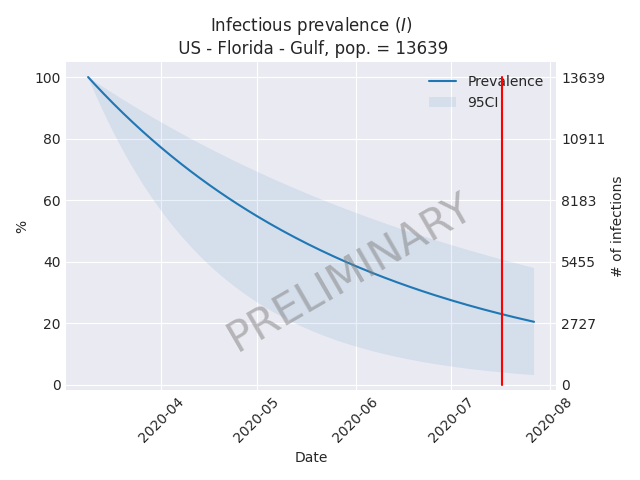 Infectious prevalence (I)
US - Florida - Gulf, pop. = 13639
100
80
60
40
20
0
%
13639
10911
8183
5455
2727
0
# of infections
Prevalence
95CI
PRELIMINARY
2020-04
2020-05
2020-06
2020-07
2020-08
Date